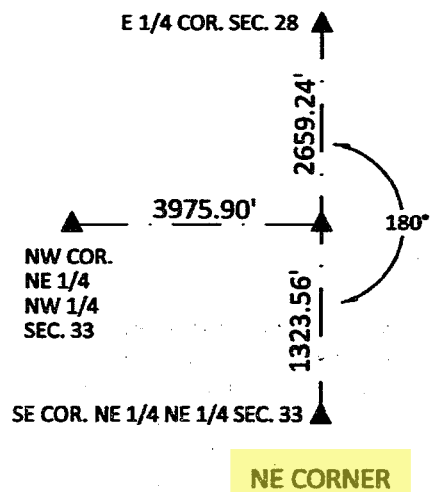 E 1/4 COR. SEC. 28
2659.24'
3975.90'
180°
NW COR.
NE 1/4
NW 1/4
SEC. 33
1323.56'
SE COR. NE 1/4 NE 1/4 SEC. 33
NE CORNER